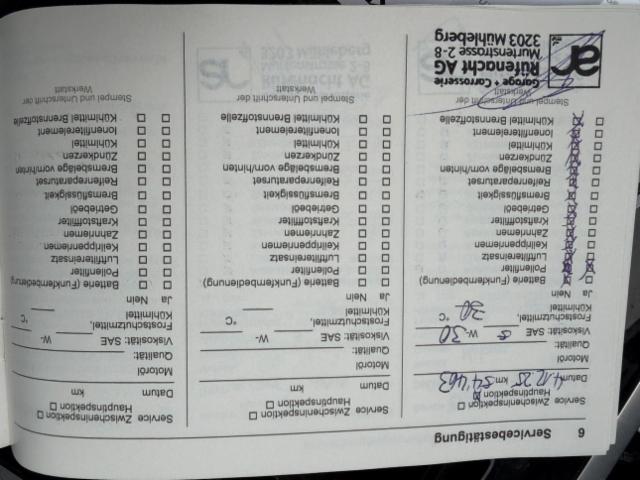 6 Servicebestätigung
Service Zwischeninspektion ☐
Hauptinspektion ☒
Datum 4.12.25 km 54'463
Motoröl
Qualität:
Viskosität: SAE W-30
Frostschutzmittel,
Kühlmittel -30 °C
Ja Nein
☐ ☒ Batterie (Funkfernbedienung)
☒ ☒ Pollenfilter
☐ ☒ Luftfiltereinsatz
☐ ☒ Keilrippenriemen
☐ ☒ Zahnriemen
☐ ☒ Kraftstofffilter
☐ ☒ Getriebeöl
☐ ☒ Bremsflüssigkeit
☐ ☒ Reifenreparaturset
☐ ☒ Bremsbeläge vorn/hinten
☐ ☒ Zündkerzen
☐ ☒ Kühlmittel
☐ ☒ Ionenfilterelement
☐ ☒ Kühlmittel Brennstoffzelle
Stempel und Unterschrift der
Werkstatt
ar
Garage + Carrosserie
Rüfenacht AG
Murtenstrasse 2-8
3203 Mühleberg
Service Zwischeninspektion ☐
Hauptinspektion ☐
Datum km
Motoröl
Qualität:
Viskosität: SAE W-
Frostschutzmittel,
Kühlmittel °C
Ja Nein
☐ ☐ Batterie (Funkfernbedienung)
☐ ☐ Pollenfilter
☐ ☐ Luftfiltereinsatz
☐ ☐ Keilrippenriemen
☐ ☐ Zahnriemen
☐ ☐ Kraftstofffilter
☐ ☐ Getriebeöl
☐ ☐ Bremsflüssigkeit
☐ ☐ Reifenreparaturset
☐ ☐ Bremsbeläge vorn/hinten
☐ ☐ Zündkerzen
☐ ☐ Kühlmittel
☐ ☐ Ionenfilterelement
☐ ☐ Kühlmittel Brennstoffzelle
Stempel und Unterschrift der
Werkstatt
Service Zwischeninspektion ☐
Hauptinspektion ☐
Datum km
Motoröl
Qualität:
Viskosität: SAE W-
Frostschutzmittel,
Kühlmittel °C
Ja Nein
☐ ☐ Batterie (Funkfernbedienung)
☐ ☐ Pollenfilter
☐ ☐ Luftfiltereinsatz
☐ ☐ Keilrippenriemen
☐ ☐ Zahnriemen
☐ ☐ Kraftstofffilter
☐ ☐ Getriebeöl
☐ ☐ Bremsflüssigkeit
☐ ☐ Reifenreparaturset
☐ ☐ Bremsbeläge vorn/hinten
☐ ☐ Zündkerzen
☐ ☐ Kühlmittel
☐ ☐ Ionenfilterelement
☐ ☐ Kühlmittel Brennstoffzelle
Stempel und Unterschrift der
Werkstatt